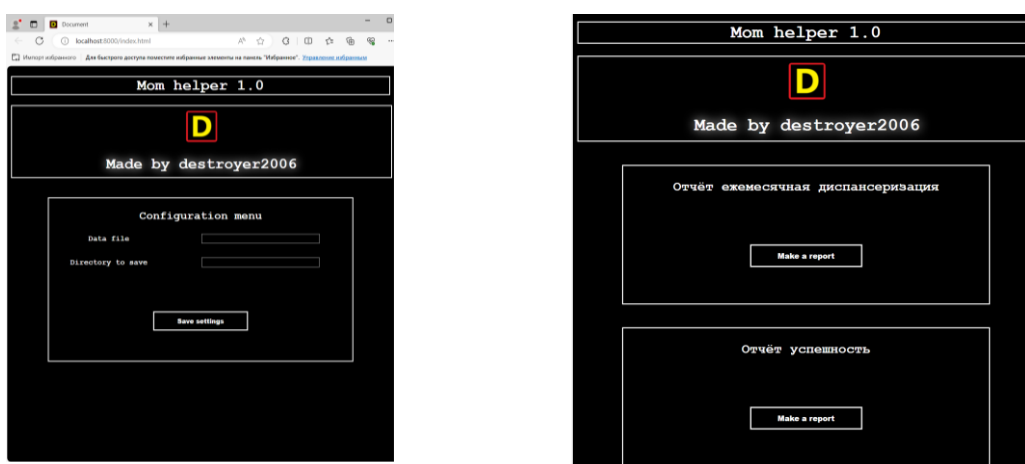 Document
localhost:8000/index.html
Импорт избранного Для быстрого доступа поместите избранные элементы на панель "Избранное". Управление избранным
Mom helper 1.0
D
Made by destroyer2006
Configuration menu
Data file
Directory to save
Save settings
Mom helper 1.0
D
Made by destroyer2006
Отчёт ежемесячная диспансеризация
Make a report
Отчёт успешность
Make a report